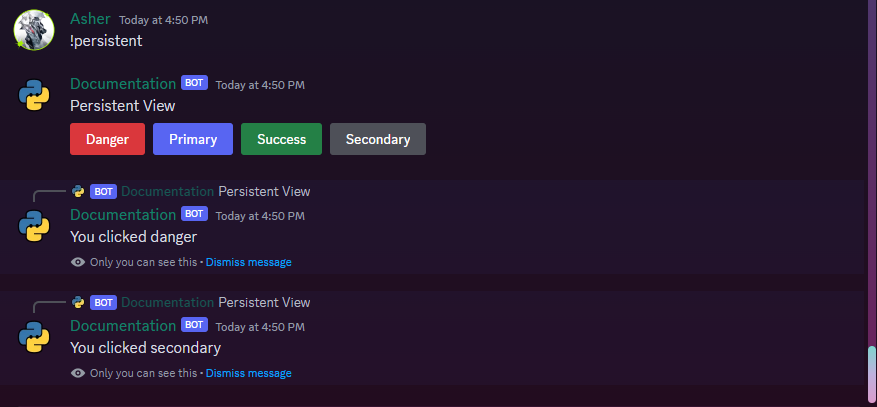 Asher Today at 4:50 PM
!persistent
Documentation BOT Today at 4:50 PM
Persistent View
Danger Primary Success Secondary
BOT Documentation Persistent View
Documentation BOT Today at 4:50 PM
You clicked danger
Only you can see this • Dismiss message
BOT Documentation Persistent View
Documentation BOT Today at 4:50 PM
You clicked secondary
Only you can see this • Dismiss message